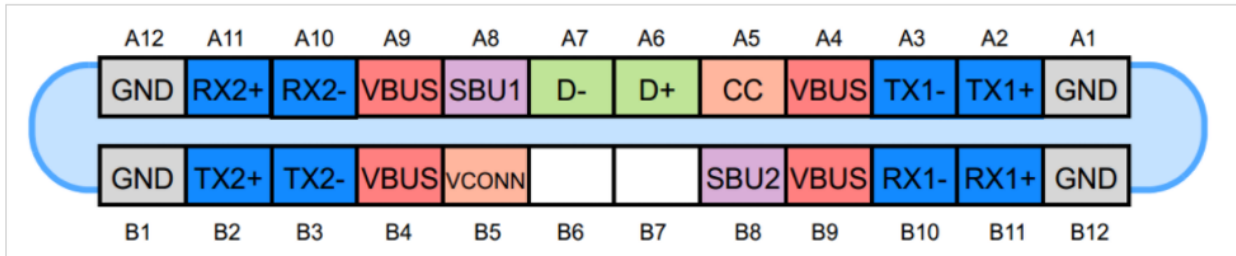 A12 A11 A10 A9 A8 A7 A6 A5 A4 A3 A2 A1
GND RX2+ RX2- VBUS SBU1 D- D+ CC VBUS TX1- TX1+ GND
GND TX2+ TX2- VBUS VCONN SBU2 VBUS RX1- RX1+ GND
B1 B2 B3 B4 B5 B6 B7 B8 B9 B10 B11 B12